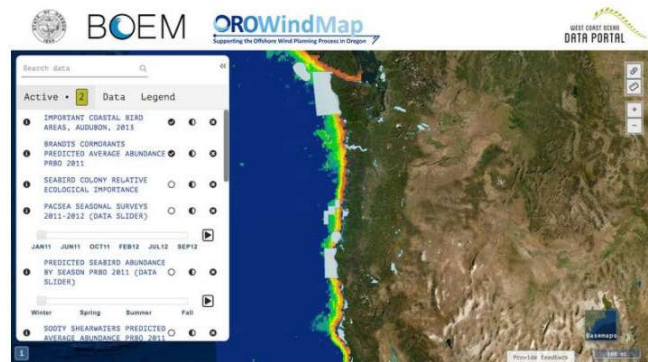 BOEM
OROWindMap
Supporting the Offshore Wind Planning Process in Oregon
WEST COAST OCEAN
DATA PORTAL
Search data
Active • 2 Data Legend
IMPORTANT COASTAL BIRD
AREAS, AUDUBON, 2013
BRANDTS CORMORANTS
PREDICTED AVERAGE ABUNDANCE
PRBO 2011
SEABIRD COLONY RELATIVE
ECOLOGICAL IMPORTANCE
PACSEA SEASONAL SURVEYS
2011-2012 (DATA SLIDER)
JAN11 JUN11 OCT11 FEB12 JUL12 SEP12
PREDICTED SEABIRD ABUNDANCE
BY SEASON PRBO 2011 (DATA
SLIDER)
Winter Spring Summer Fall
SOOTY SHEARWATERS PREDICTED
AVERAGE ABUNDANCE PRBO 2011
1
Basemaps
Provide feedback